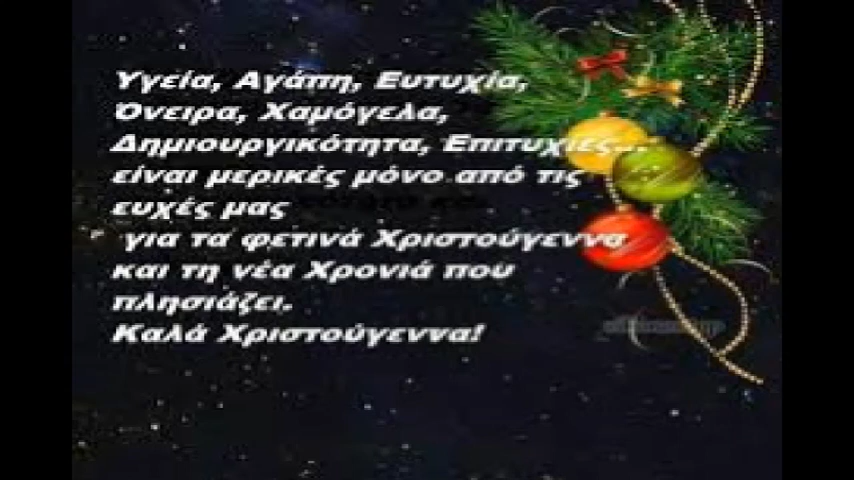 Υγεία, Αγάπη, Ευτυχία,
Όνειρα, Χαμόγελα,
Δημιουργικότητα, Επιτυχίες...
είναι μερικές μόνο από τις
ευχές μας
για τα φετινά Χριστούγεννα
και τη νέα Χρονιά που
πλησιάζει.
Καλά Χριστούγεννα!